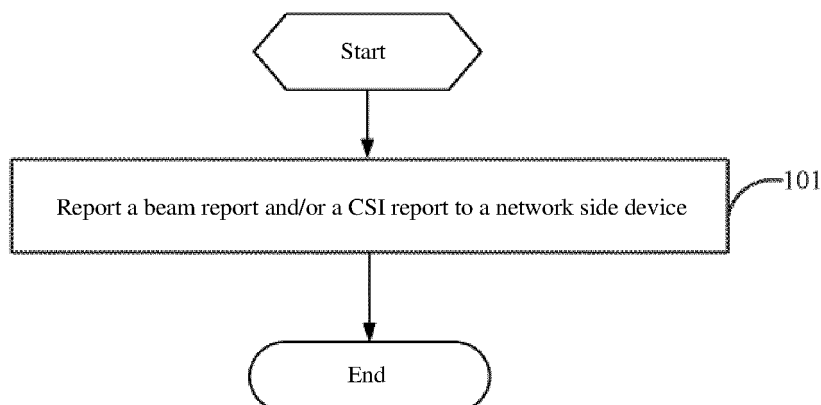 Start
Report a beam report and/or a CSI report to a network side device
101
End